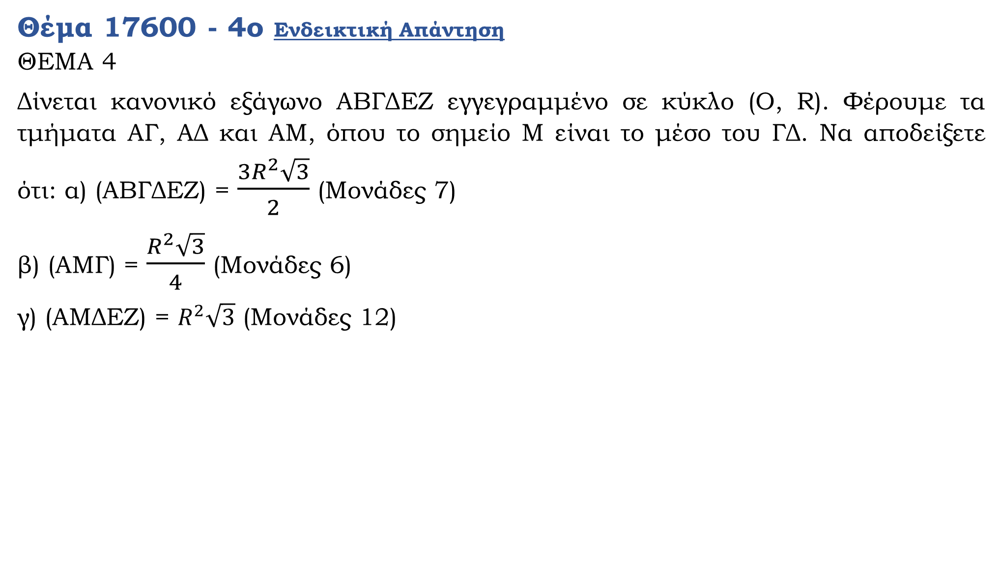 Θέμα 17600 - 4ο Ενδεικτική Απάντηση
ΘΕΜΑ 4
Δίνεται κανονικό εξάγωνο ΑΒΓΔΕΖ εγγεγραμμένο σε κύκλο (Ο, R). Φέρουμε τα
τμήματα ΑΓ, ΑΔ και ΑΜ, όπου το σημείο Μ είναι το μέσο του ΓΔ. Να αποδείξετε
ότι: α) (ΑΒΓΔΕΖ) = \frac{3R^2\sqrt{3}}{2} (Μονάδες 7)
β) (ΑΜΓ) = \frac{R^2\sqrt{3}}{4} (Μονάδες 6)
γ) (ΑΜΔΕΖ) = R^2\sqrt{3} (Μονάδες 12)